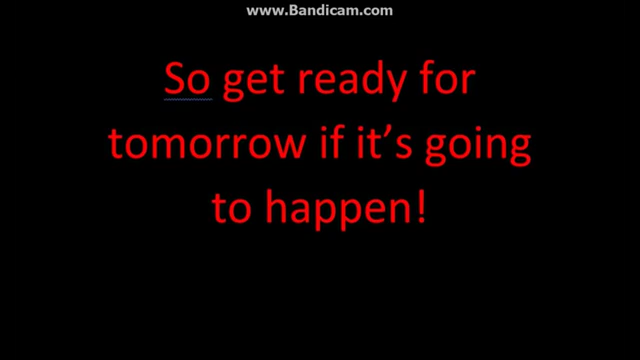 www.Bandicam.com
So get ready for
tomorrow if it's going
to happen!